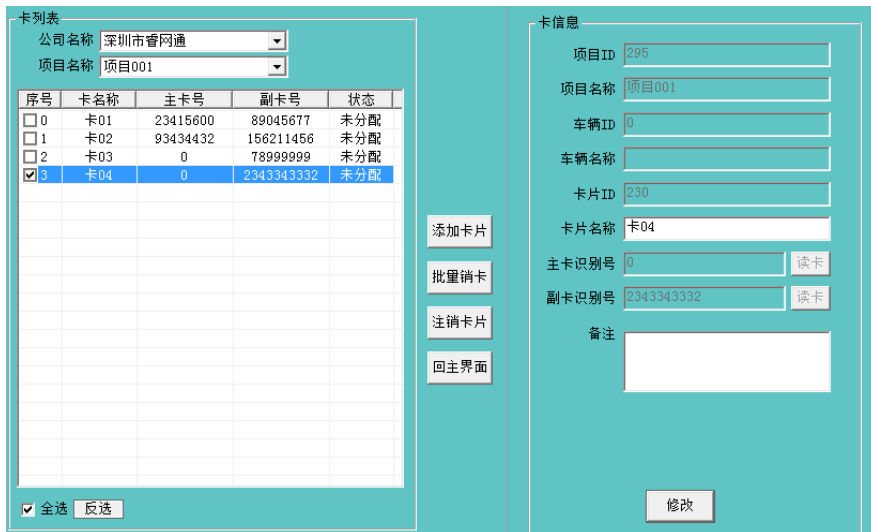 卡列表
公司名称 深圳市睿网通
项目名称 项目001
序号 卡名称 主卡号 副卡号 状态
0 卡01 23415600 89045677 未分配
1 卡02 93434432 156211456 未分配
2 卡03 0 78999999 未分配
3 卡04 0 2343343332 未分配
全选 反选
添加卡片
批量销卡
注销卡片
回主界面
卡信息
项目ID 295
项目名称 项目001
车辆ID 0
车辆名称
卡片ID 230
卡片名称 卡04
主卡识别号 0 读卡
副卡识别号 2343343332 读卡
备注
修改